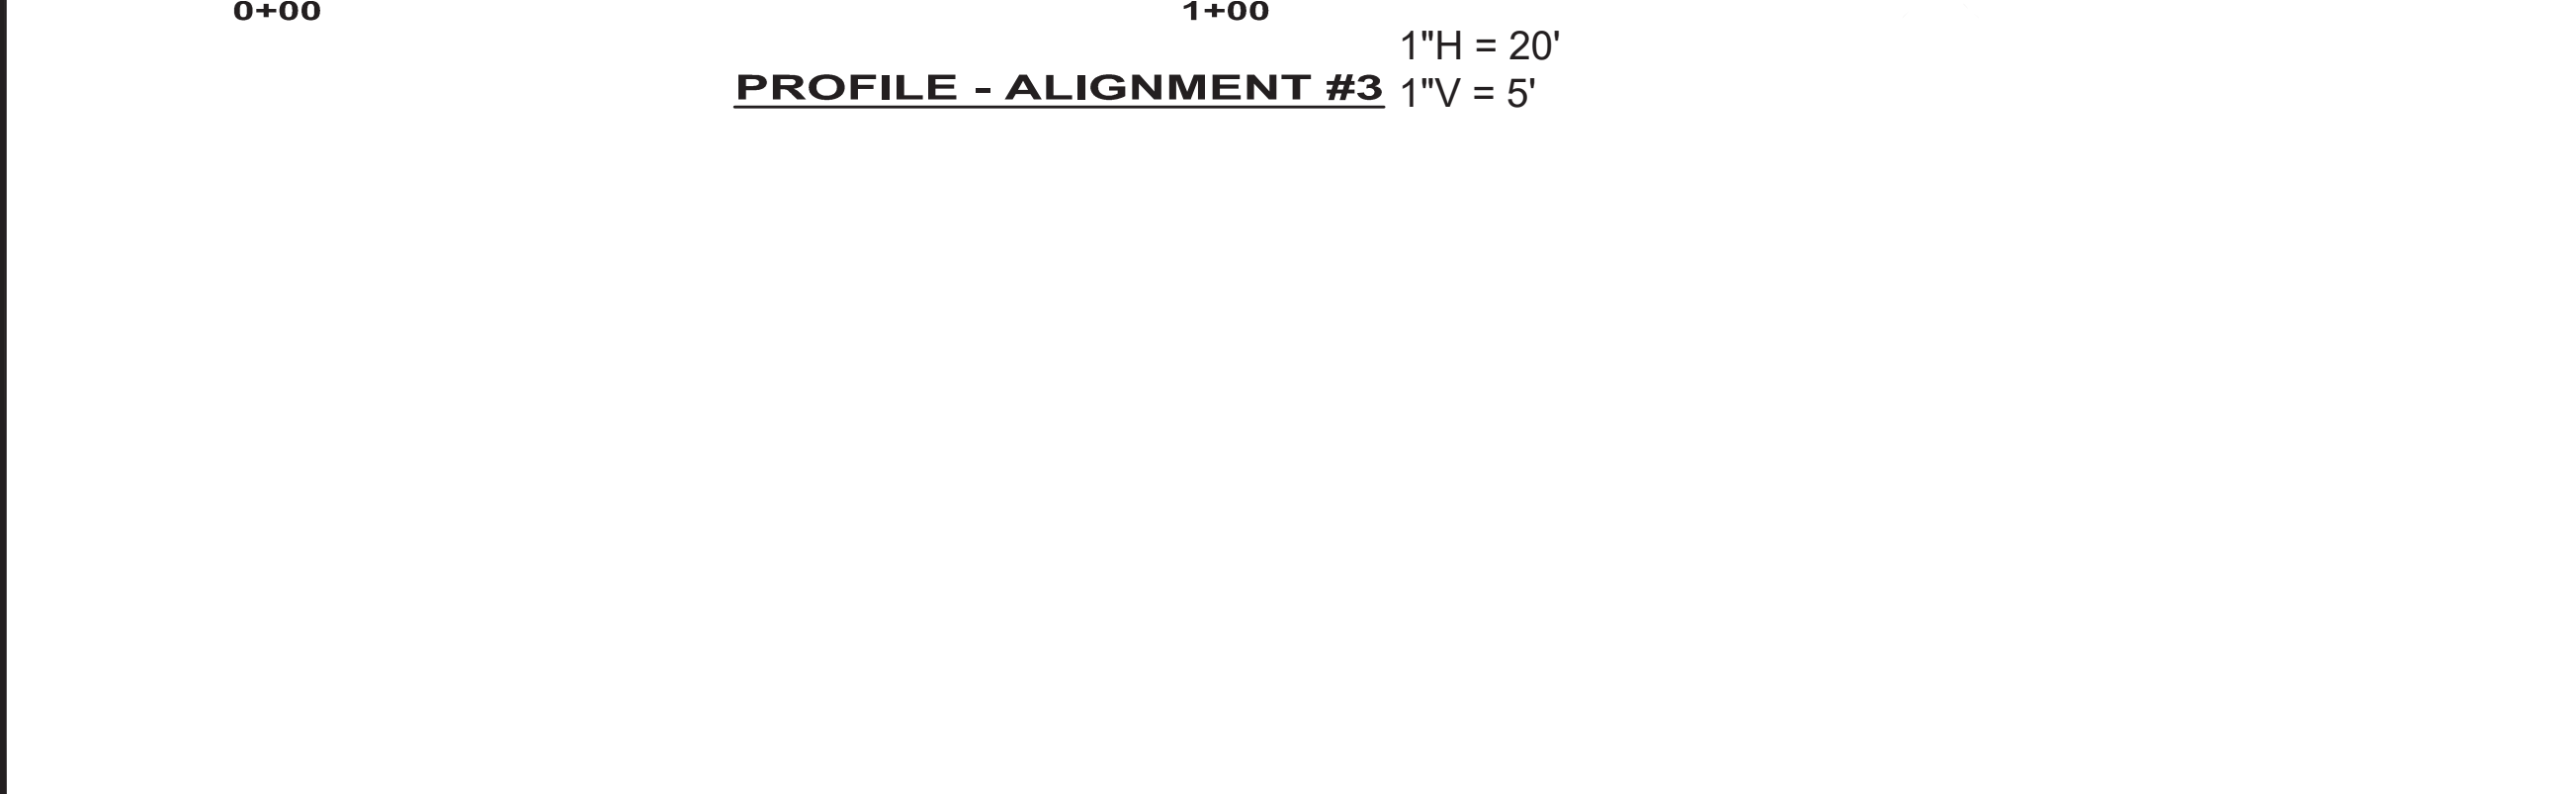 0+00 1+00
1"H = 20'
PROFILE - ALIGNMENT #3 1"V = 5'